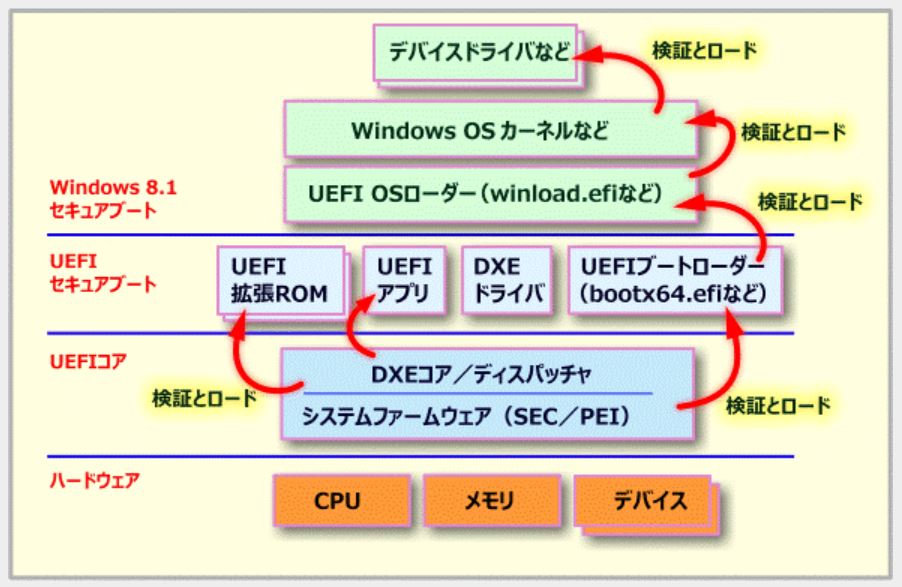 デバイスドライバなど
検証とロード
Windows OS カーネルなど
検証とロード
Windows 8.1
セキュアブート
UEFI OSローダー（winload.efiなど）
検証とロード
UEFI
セキュアブート
UEFI
拡張ROM
UEFI
アプリ
DXE
ドライバ
UEFIブートローダー
（bootx64.efiなど）
UEFIコア
DXEコア／ディスパッチャ
システムファームウェア（SEC／PEI）
検証とロード
検証とロード
ハードウェア
CPU
メモリ
デバイス